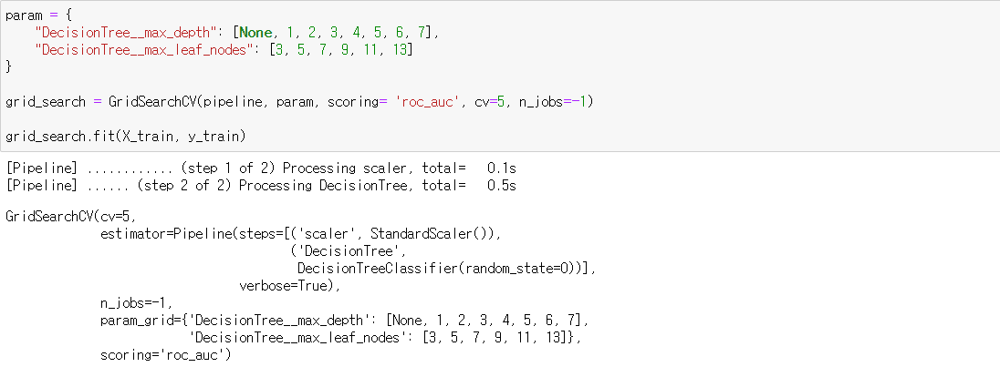 param = {
    "DecisionTree__max_depth": [None, 1, 2, 3, 4, 5, 6, 7],
    "DecisionTree__max_leaf_nodes": [3, 5, 7, 9, 11, 13]
}
grid_search = GridSearchCV(pipeline, param, scoring= 'roc_auc', cv=5, n_jobs=-1)
grid_search.fit(X_train, y_train)
[Pipeline] ............ (step 1 of 2) Processing scaler, total=   0.1s
[Pipeline] ...... (step 2 of 2) Processing DecisionTree, total=   0.5s
GridSearchCV(cv=5,
             estimator=Pipeline(steps=[('scaler', StandardScaler()),
                                       ('DecisionTree',
                                        DecisionTreeClassifier(random_state=0))],
                                verbose=True),
             n_jobs=-1,
             param_grid={'DecisionTree__max_depth': [None, 1, 2, 3, 4, 5, 6, 7],
                         'DecisionTree__max_leaf_nodes': [3, 5, 7, 9, 11, 13]},
             scoring='roc_auc')